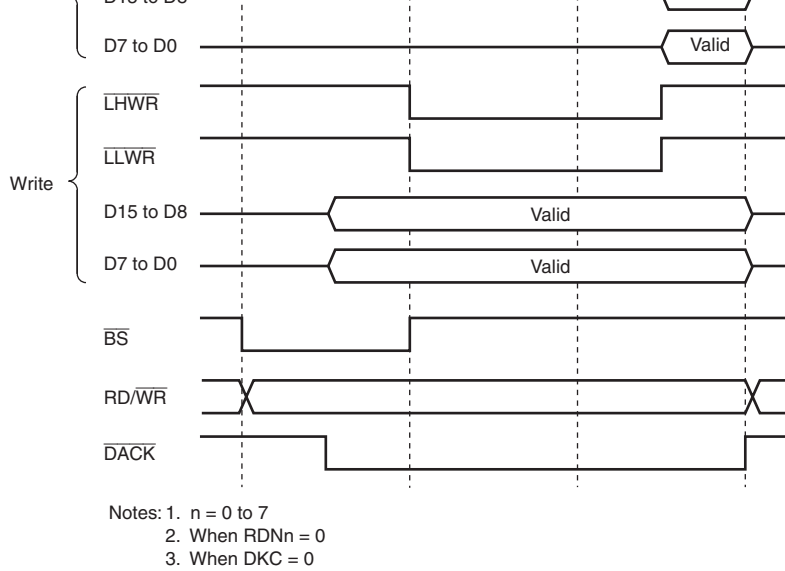 D7 to D0 Valid
LHWR
LLWR
Write
D15 to D8 Valid
D7 to D0 Valid
BS
RD/WR
DACK
Notes: 1. n = 0 to 7
2. When RDNn = 0
3. When DKC = 0